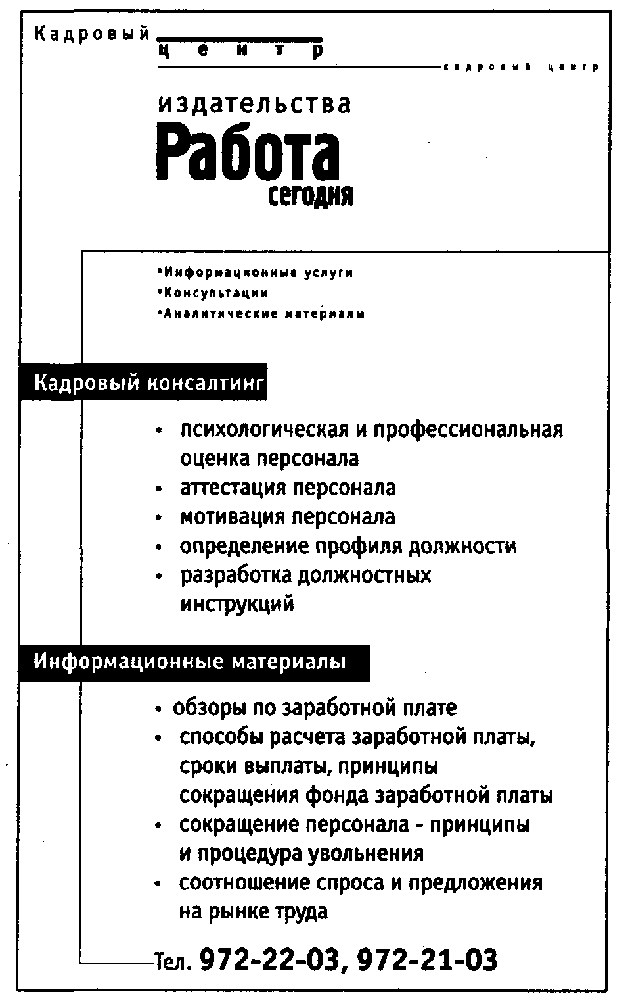 Кадровый
центр
кадровый центр
издательства
Работа
сегодня
•Информационные услуги
•Консультации
•Аналитические материалы
Кадровый консалтинг
• психологическая и профессиональная
оценка персонала
• аттестация персонала
• мотивация персонала
• определение профиля должности
• разработка должностных
инструкций
Информационные материалы
• обзоры по заработной плате
• способы расчета заработной платы,
сроки выплаты, принципы
сокращения фонда заработной платы
• сокращение персонала - принципы
и процедура увольнения
• соотношение спроса и предложения
на рынке труда
Тел. 972-22-03, 972-21-03